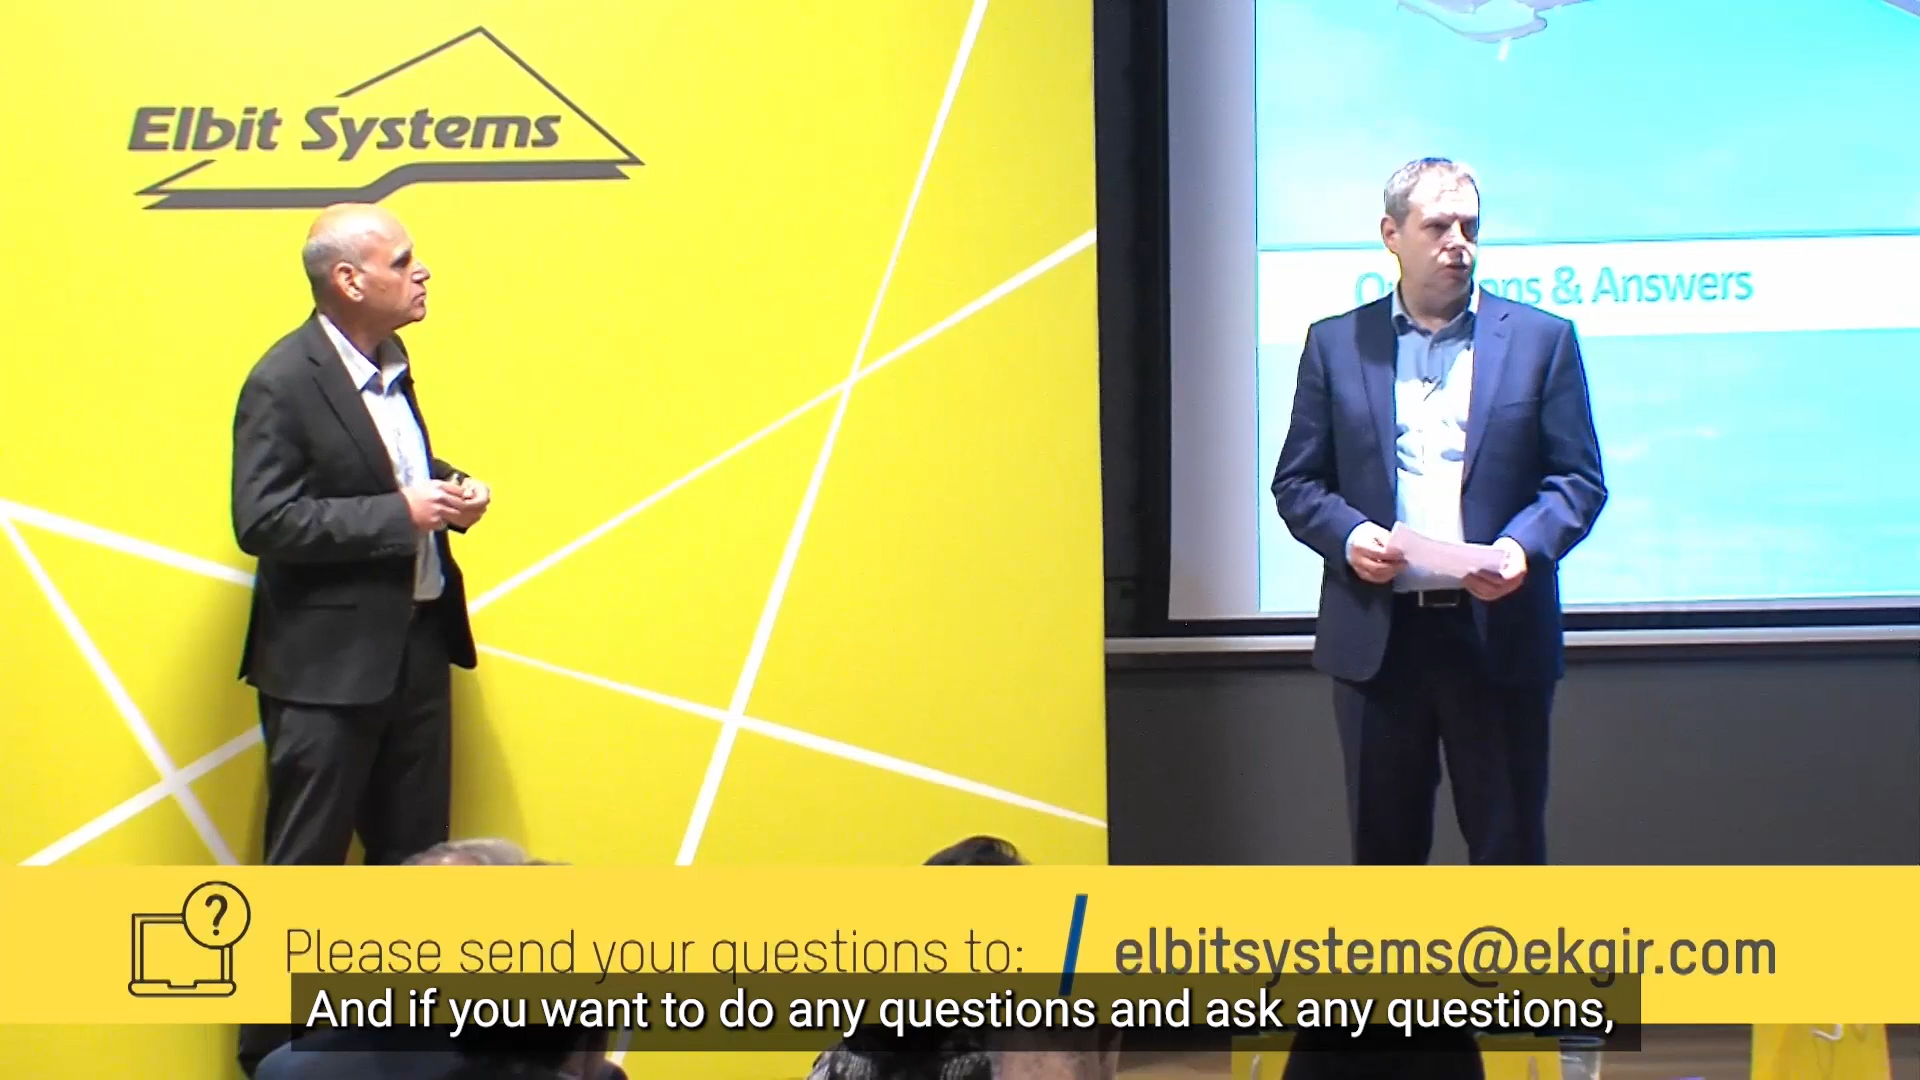 Elbit Systems
& Answers
Please send your questions to: / elbitsystems@ekgir.com
And if you want to do any questions and ask any questions,